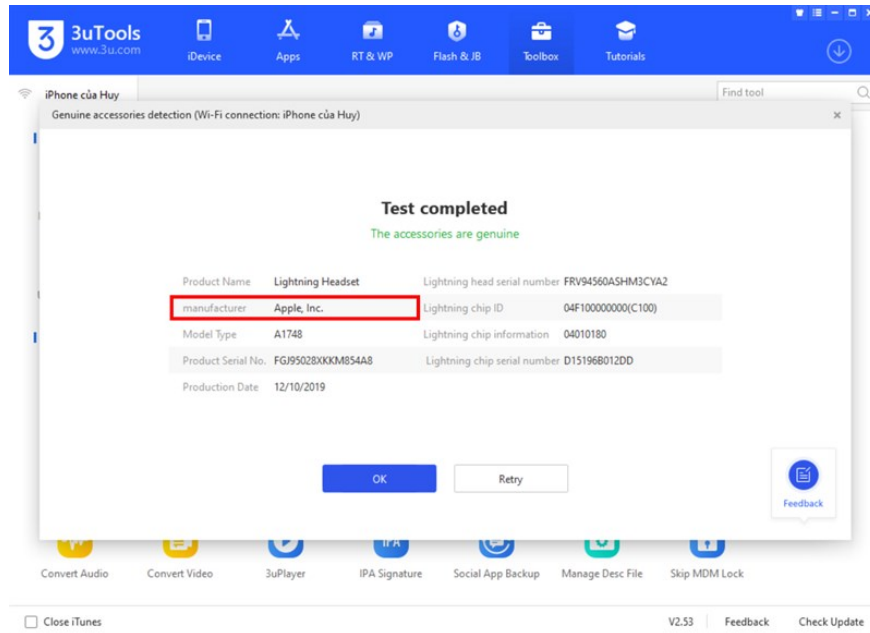 3 3uTools
www.3u.com
iDevice
Apps
RT & WP
Flash & JB
Toolbox
Tutorials
iPhone của Huy
Find tool
Genuine accessories detection (Wi-Fi connection: iPhone của Huy)
Test completed
The accessories are genuine
Product Name Lightning Headset Lightning head serial number FRV94560ASHM3CYA2
manufacturer Apple, Inc. Lightning chip ID 04F100000000(C100)
Model Type A1748 Lightning chip information 04010180
Product Serial No. FGJ95028XKKM854A8 Lightning chip serial number D15196B012DD
Production Date 12/10/2019
OK Retry
Feedback
IPA
Convert Audio Convert Video 3uPlayer IPA Signature Social App Backup Manage Desc File Skip MDM Lock
Close iTunes V2.53 Feedback Check Update